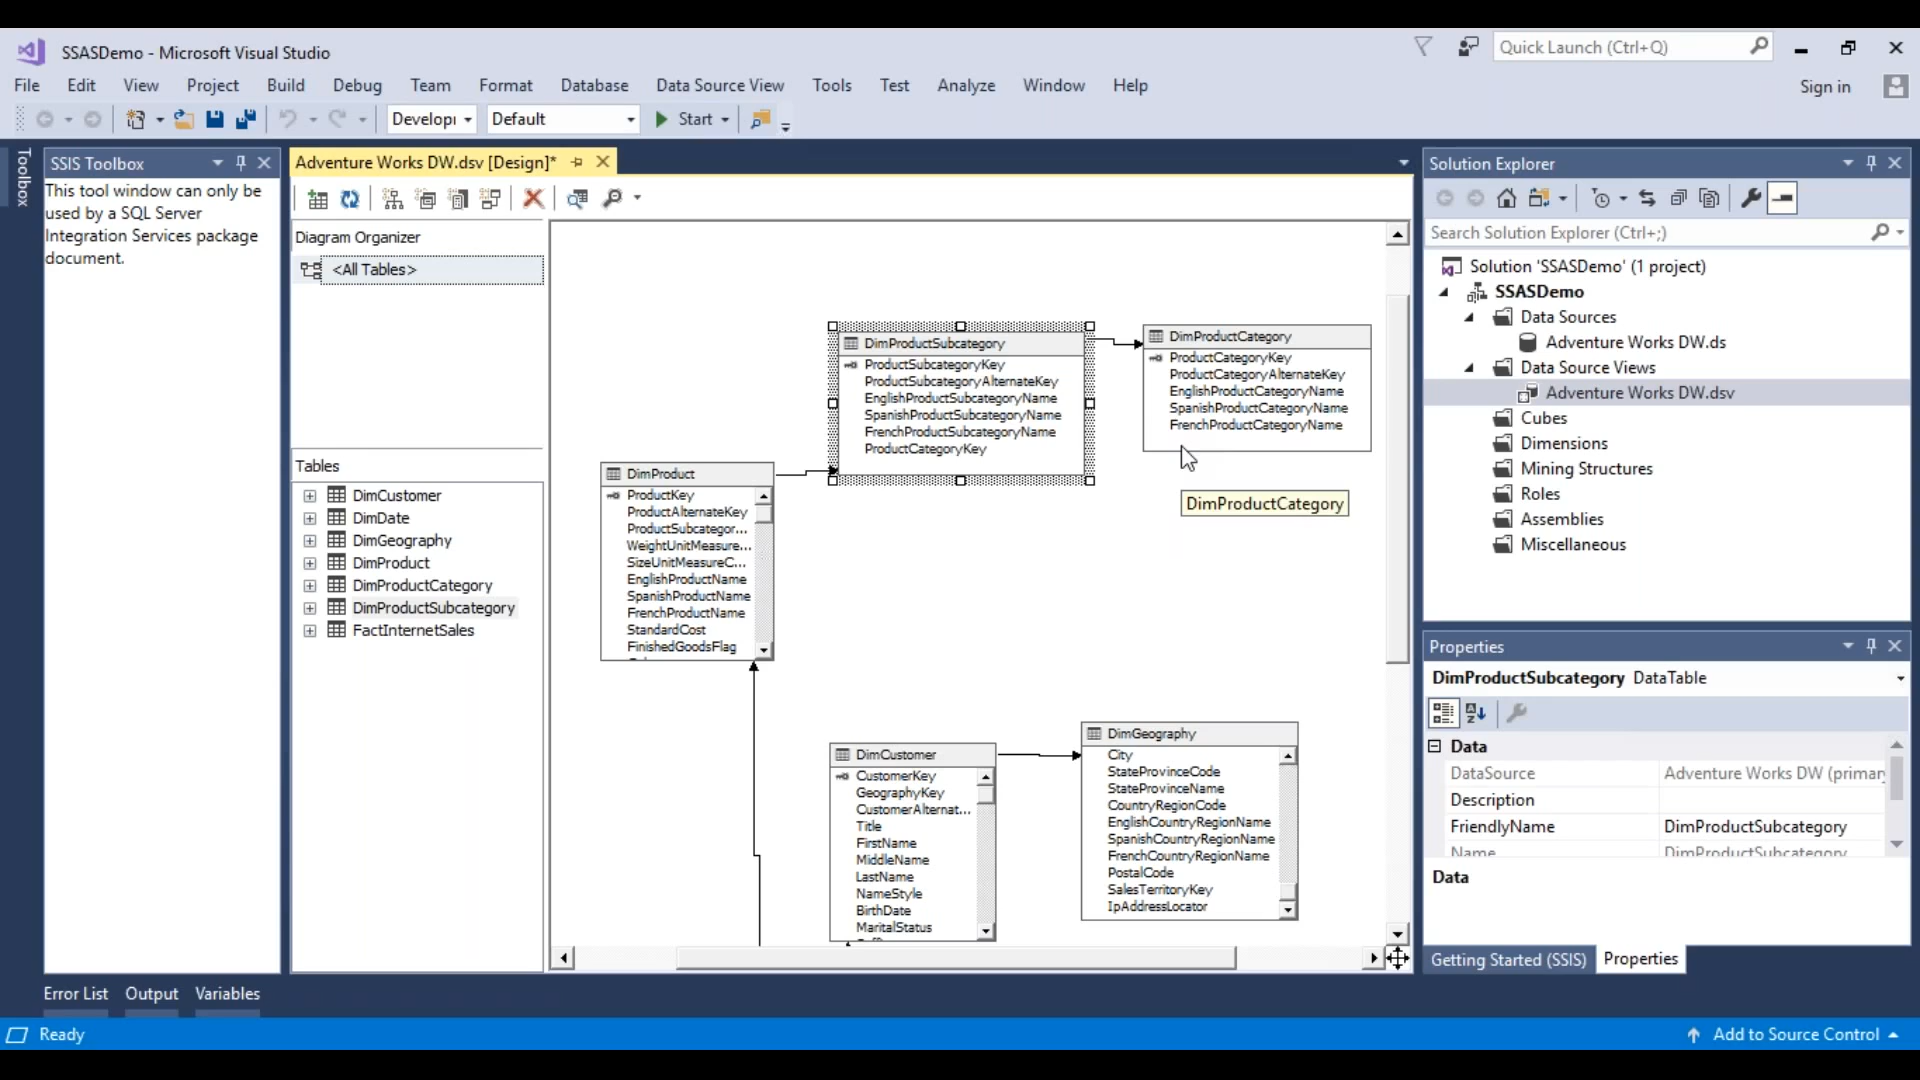 SSASDemo - Microsoft Visual Studio
Quick Launch (Ctrl+Q)
File Edit View Project Build Debug Team Format Database Data Source View Tools Test Analyze Window Help
Sign in
Developi Default Start
Toolbox
SSIS Toolbox
This tool window can only be
used by a SQL Server
Integration Services package
document.
Adventure Works DW.dsv [Design]*
Diagram Organizer
<All Tables>
Tables
DimCustomer
DimDate
DimGeography
DimProduct
DimProductCategory
DimProductSubcategory
FactInternetSales
DimProductSubcategory
ProductSubcategoryKey
ProductSubcategoryAlternateKey
EnglishProductSubcategoryName
SpanishProductSubcategoryName
FrenchProductSubcategoryName
ProductCategoryKey
DimProductCategory
ProductCategoryKey
ProductCategoryAlternateKey
EnglishProductCategoryName
SpanishProductCategoryName
FrenchProductCategoryName
DimProductCategory
DimProduct
ProductKey
ProductAlternateKey
ProductSubcategor...
WeightUnitMeasure...
SizeUnitMeasureC...
EnglishProductName
SpanishProductName
FrenchProductName
StandardCost
FinishedGoodsFlag
DimCustomer
CustomerKey
GeographyKey
CustomerAlternat...
Title
FirstName
MiddleName
LastName
NameStyle
BirthDate
MaritalStatus
DimGeography
City
StateProvinceCode
StateProvinceName
CountryRegionCode
EnglishCountryRegionName
SpanishCountryRegionName
FrenchCountryRegionName
PostalCode
SalesTerritoryKey
IpAddressLocator
Solution Explorer
Search Solution Explorer (Ctrl+;)
Solution 'SSASDemo' (1 project)
SSASDemo
Data Sources
Adventure Works DW.ds
Data Source Views
Adventure Works DW.dsv
Cubes
Dimensions
Mining Structures
Roles
Assemblies
Miscellaneous
Properties
DimProductSubcategory DataTable
Data
DataSource Adventure Works DW (primar
Description
FriendlyName DimProductSubcategory
Name DimProductSubcategory
Data
Getting Started (SSIS) Properties
Error List Output Variables
Ready
Add to Source Control